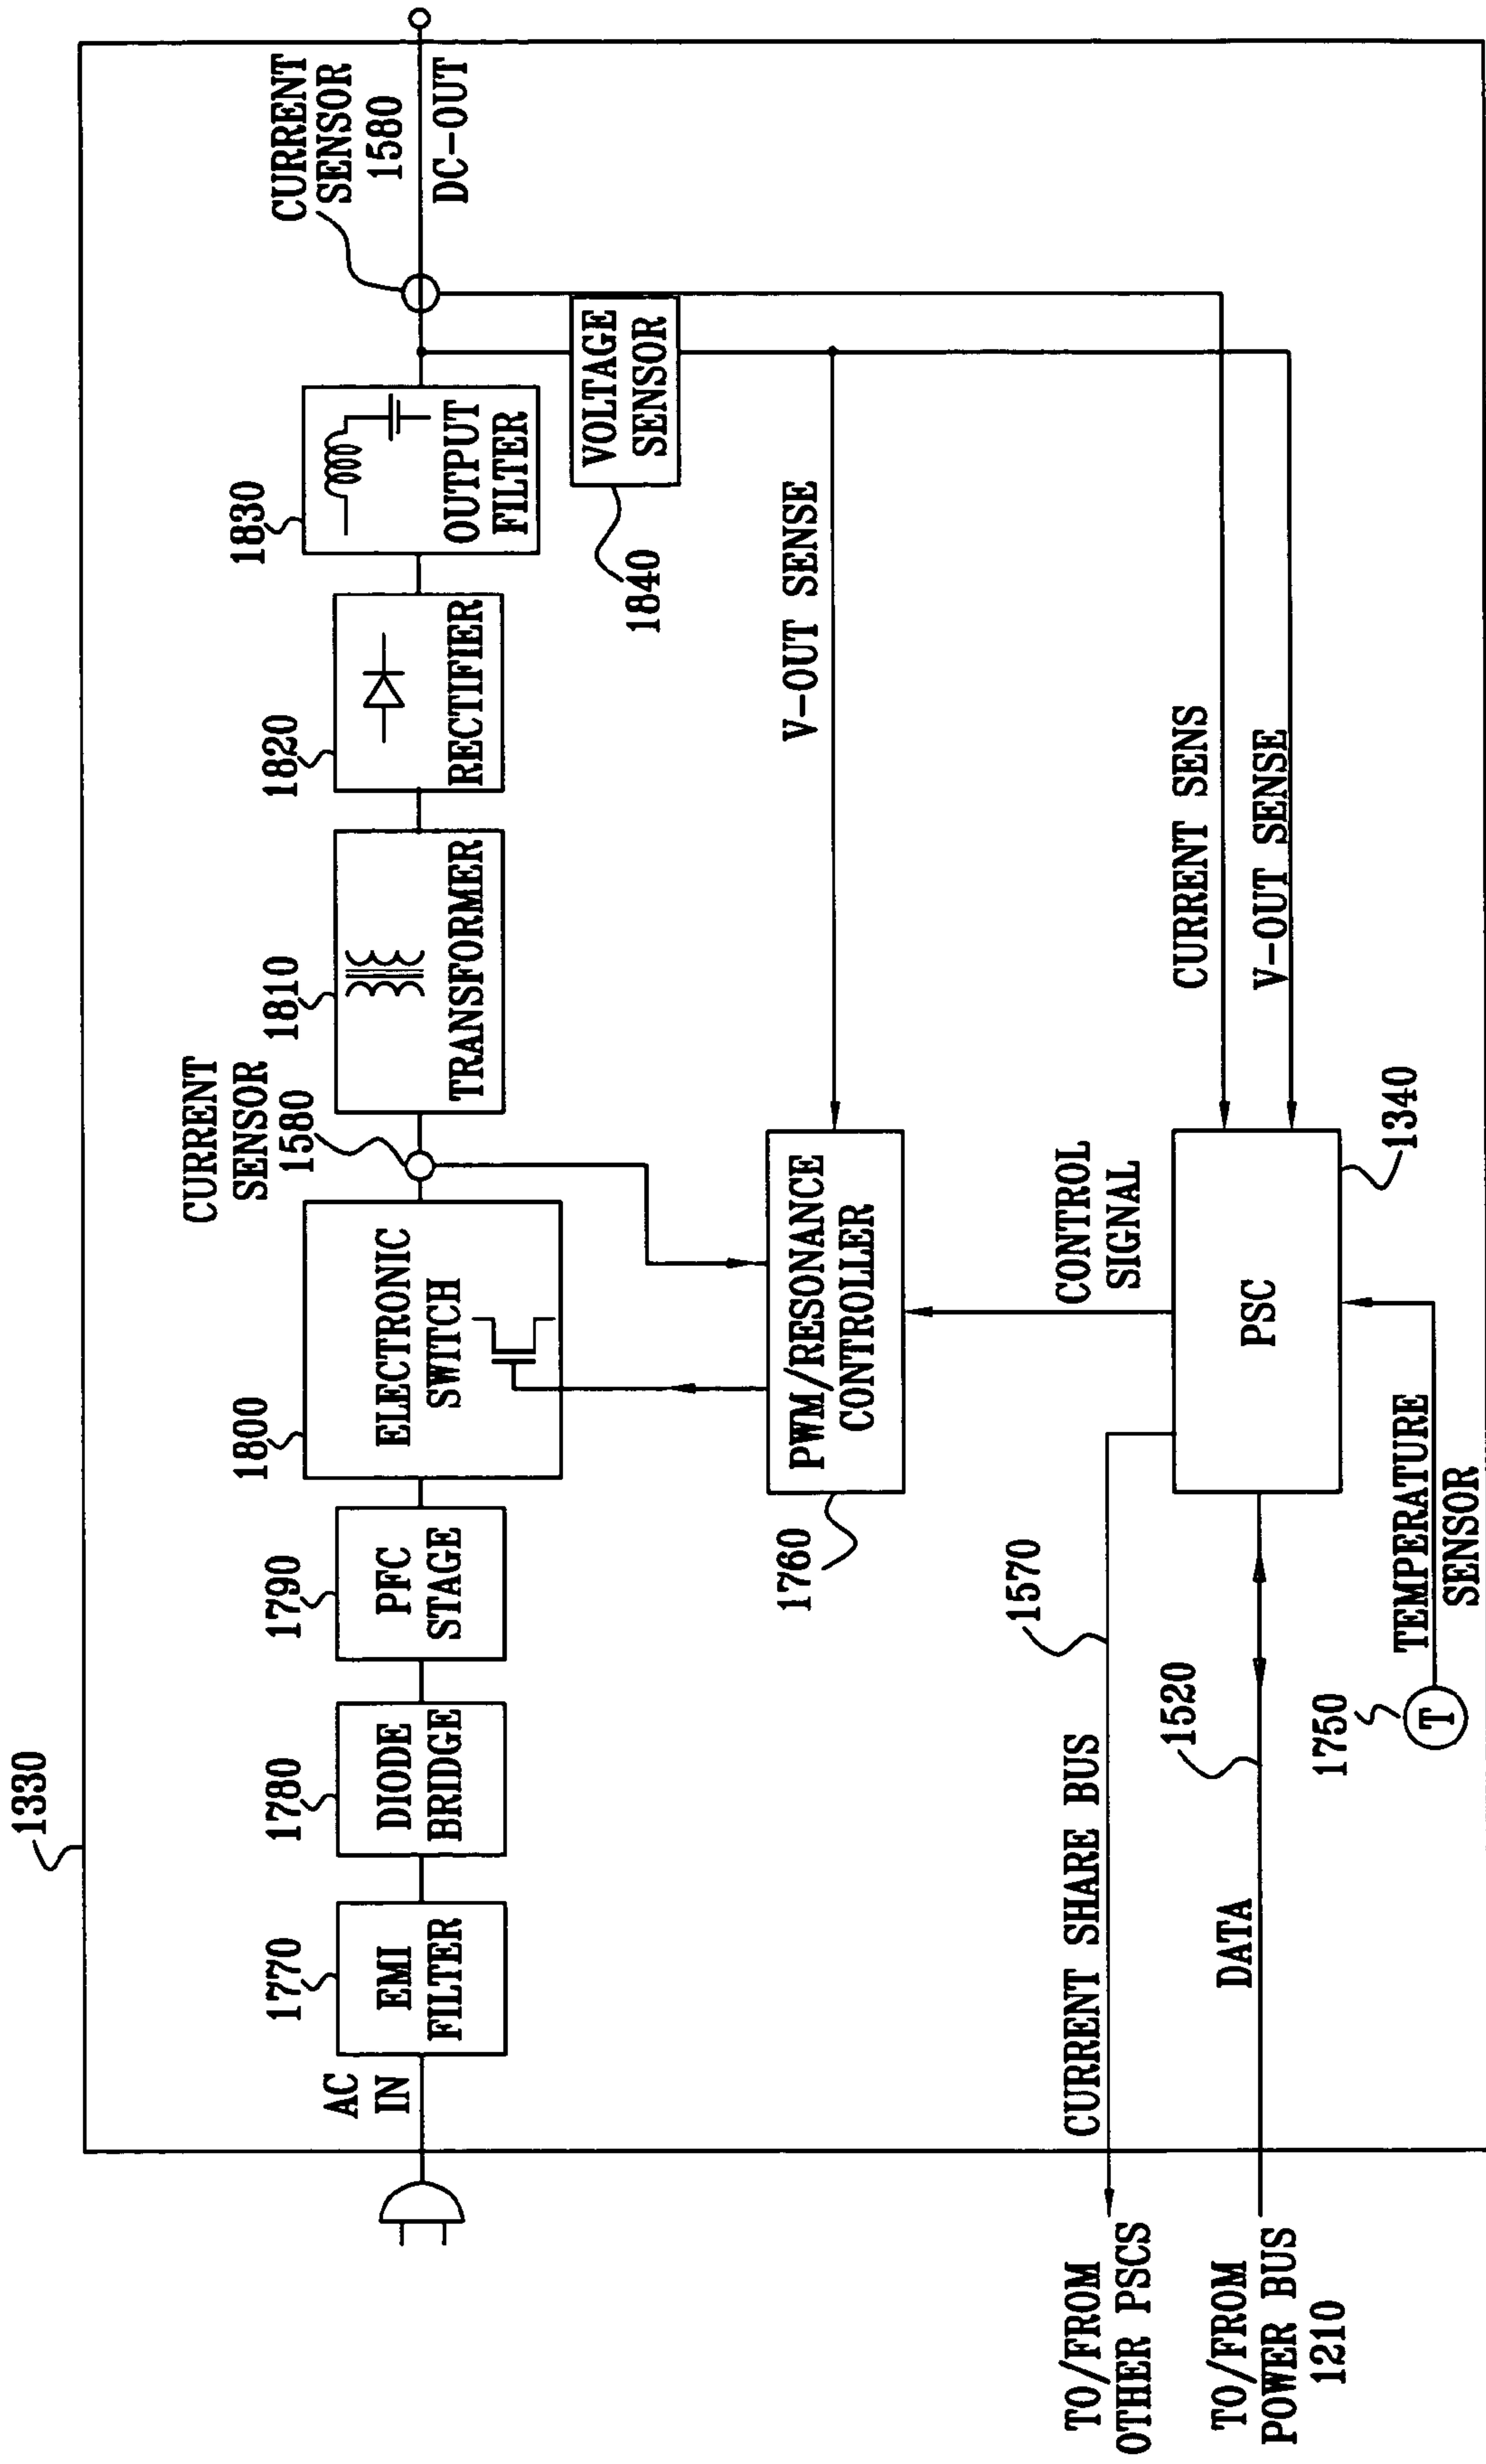 1330
AC
IN
1770
EMI
FILTER
1780
DIODE
BRIDGE
1790
PFC
STAGE
1800
ELECTRONIC
SWITCH
CURRENT
SENSOR
1580
1810
TRANSFORMER
1820
RECTIFIER
1830
OUTPUT
FILTER
CURRENT
SENSOR
1580
DC-OUT
VOLTAGE
SENSOR
1840
V-OUT SENSE
1760
PWM/RESONANCE
CONTROLLER
CONTROL
SIGNAL
CURRENT SENS
V-OUT SENSE
PSC
1340
CURRENT SHARE BUS
1570
TO/FROM
OTHER PSCS
DATA
1520
TO/FROM
POWER BUS
1210
1750
T
TEMPERATURE
SENSOR